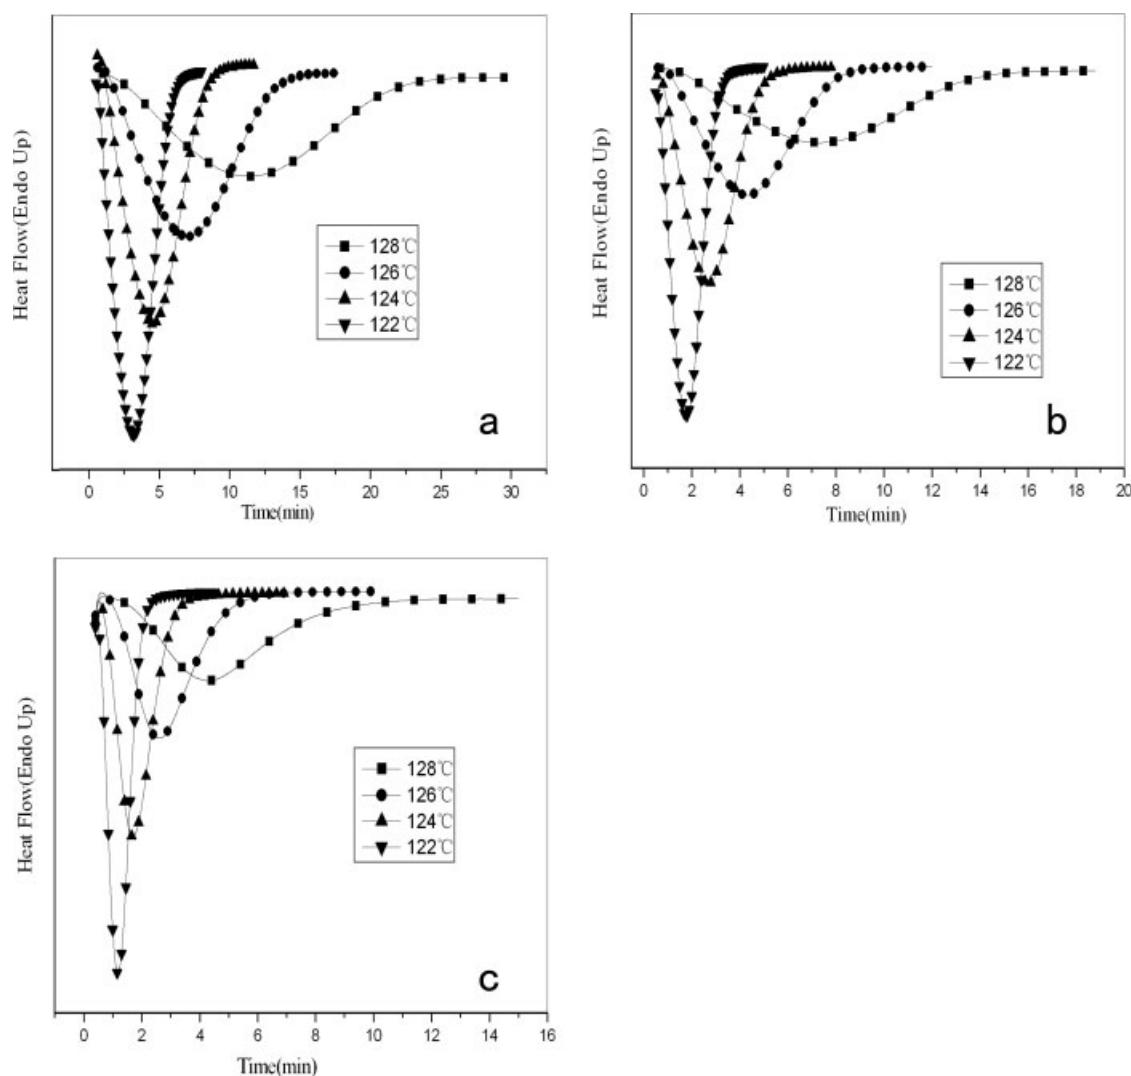 Heat Flow(Endo Up)
128℃
126℃
124℃
122℃
a
0 5 10 15 20 25 30
Time(min)
Heat Flow(Endo Up)
128℃
126℃
124℃
122℃
b
0 2 4 6 8 10 12 14 16 18 20
Time(min)
Heat Flow(Endo Up)
128℃
126℃
124℃
122℃
c
0 2 4 6 8 10 12 14 16
Time(min)